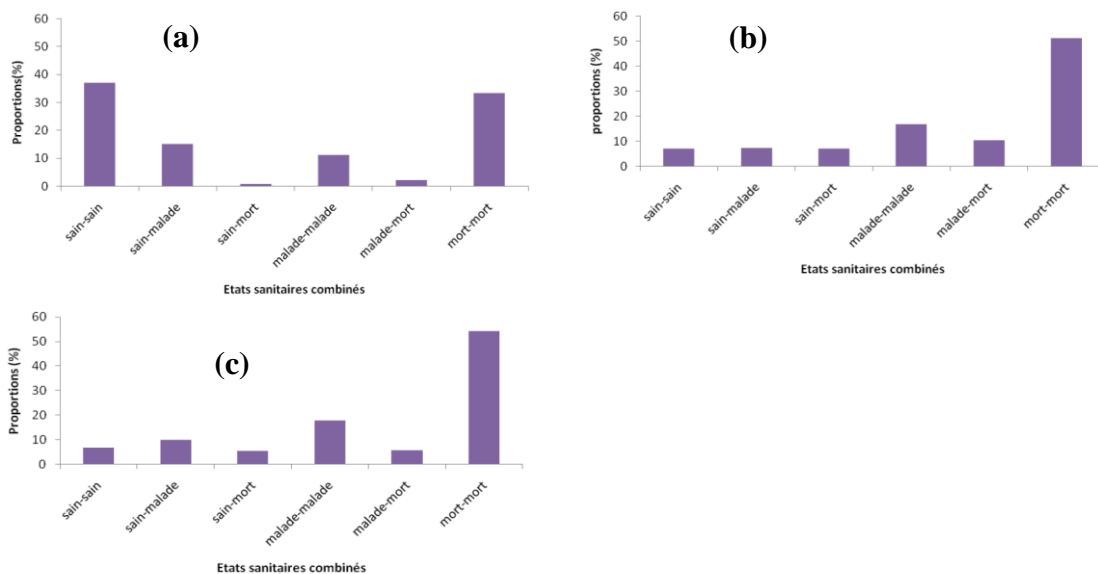 (a)
Proportions(%)
60
50
40
30
20
10
0
sain-sain
sain-malade
sain-mort
malade-malade
malade-mort
mort-mort
Etats sanitaires combinés
(b)
proportions (%)
60
50
40
30
20
10
0
sain-sain
sain-malade
sain-mort
malade-malade
malade-mort
mort-mort
Etats sanitaires combinés
(c)
Proportions (%)
60
50
40
30
20
10
0
sain-sain
sain-malade
sain-mort
malade-malade
malade-mort
mort-mort
Etats sanitaires combinés